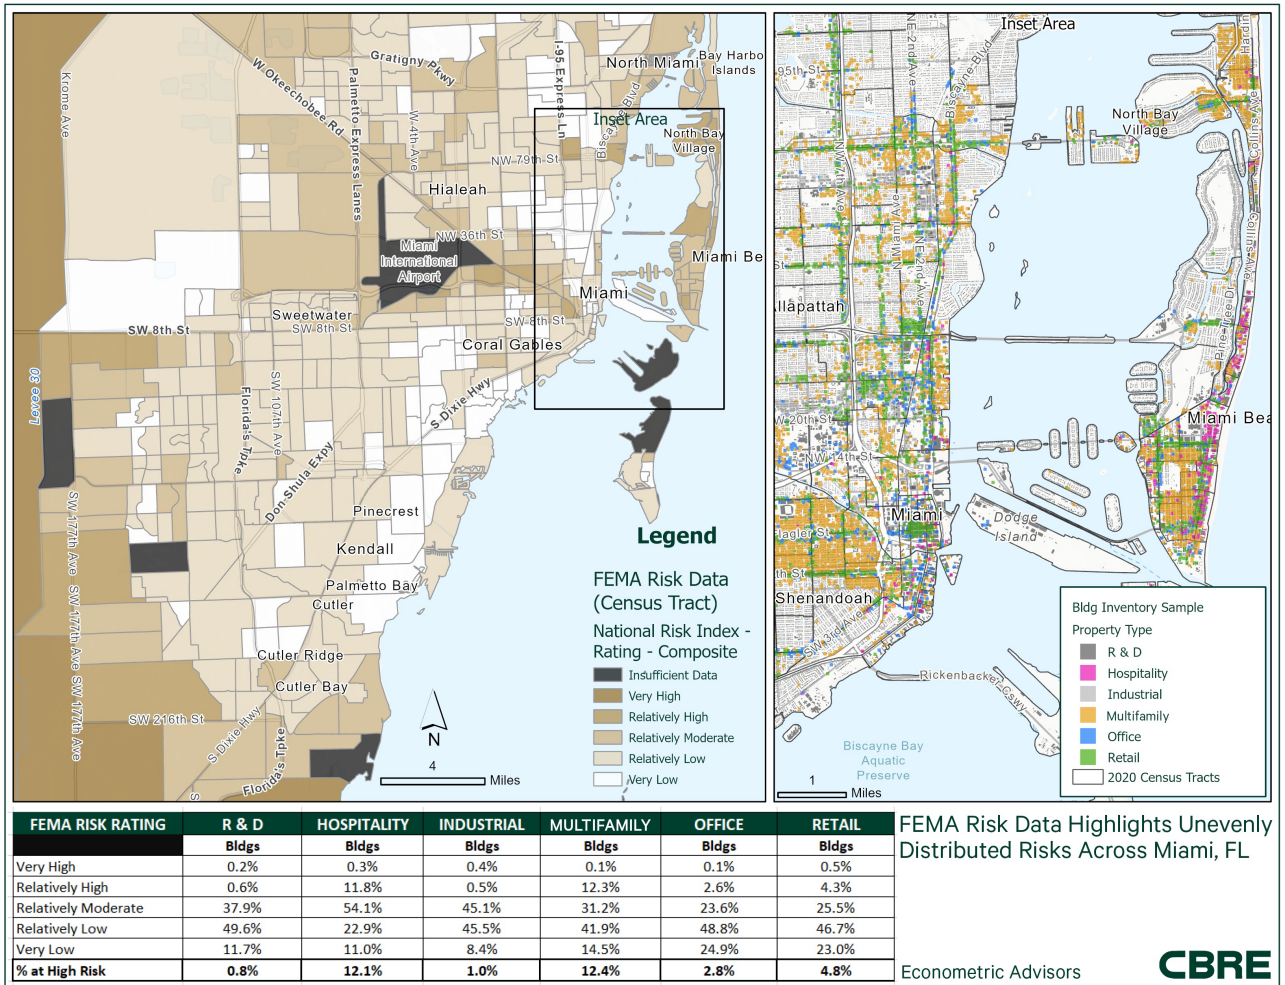 Krome Ave
W Okeechobee Rd
Palmetto Express Lanes
Gratigny Pkwy
W 4th Ave
I-95 Express Ln
North Miami
Bay Harbo
Islands
Biscayne Blvd
Inset Area
North Bay
Village
NW 79th St
Hialeah
NW 36th St
Miami
International
Airport
Miami Be
Miami
Sweetwater
SW 8th St
SW 8th St
SW 8th St
Coral Gables
Levee 30
Florida's Tpke
SW 107th Ave
S Dixie Hwy
Don Shula Expy
SW 177th Ave
SW 177th Ave
SW 177th Ave
Pinecrest
Kendall
Palmetto Bay
Cutler
Cutler Ridge
Cutler Bay
SW 216th St
S Dixie Hwy
Florida's Tpke
S
N
4
Miles
Legend
FEMA Risk Data
(Census Tract)
National Risk Index -
Rating - Composite
Insufficient Data
Very High
Relatively High
Relatively Moderate
Relatively Low
Very Low
Inset Area
95th St
NE 2nd Ave
Biscayne Blvd
NW 7th Ave
N Miami Ave
NE 2nd Ave
North Bay
Village
Hardin
Collins Ave
Collins Ave
Pine Tree Dr
St
Allapattah
W 20th St
NW 14th St
Miami Bea
Miami
Dodge
Island
lagler St
th St
Shenandoah
SW 3rd Ave
Rickenbacker Cswy
Biscayne Bay
Aquatic
Preserve
1
Miles
Bldg Inventory Sample
Property Type
R & D
Hospitality
Industrial
Multifamily
Office
Retail
2020 Census Tracts
FEMA RISK RATING R & D HOSPITALITY INDUSTRIAL MULTIFAMILY OFFICE RETAIL
Bldgs Bldgs Bldgs Bldgs Bldgs Bldgs
Very High 0.2% 0.3% 0.4% 0.1% 0.1% 0.5%
Relatively High 0.6% 11.8% 0.5% 12.3% 2.6% 4.3%
Relatively Moderate 37.9% 54.1% 45.1% 31.2% 23.6% 25.5%
Relatively Low 49.6% 22.9% 45.5% 41.9% 48.8% 46.7%
Very Low 11.7% 11.0% 8.4% 14.5% 24.9% 23.0%
% at High Risk 0.8% 12.1% 1.0% 12.4% 2.8% 4.8%
FEMA Risk Data Highlights Unevenly
Distributed Risks Across Miami, FL
Econometric Advisors
CBRE